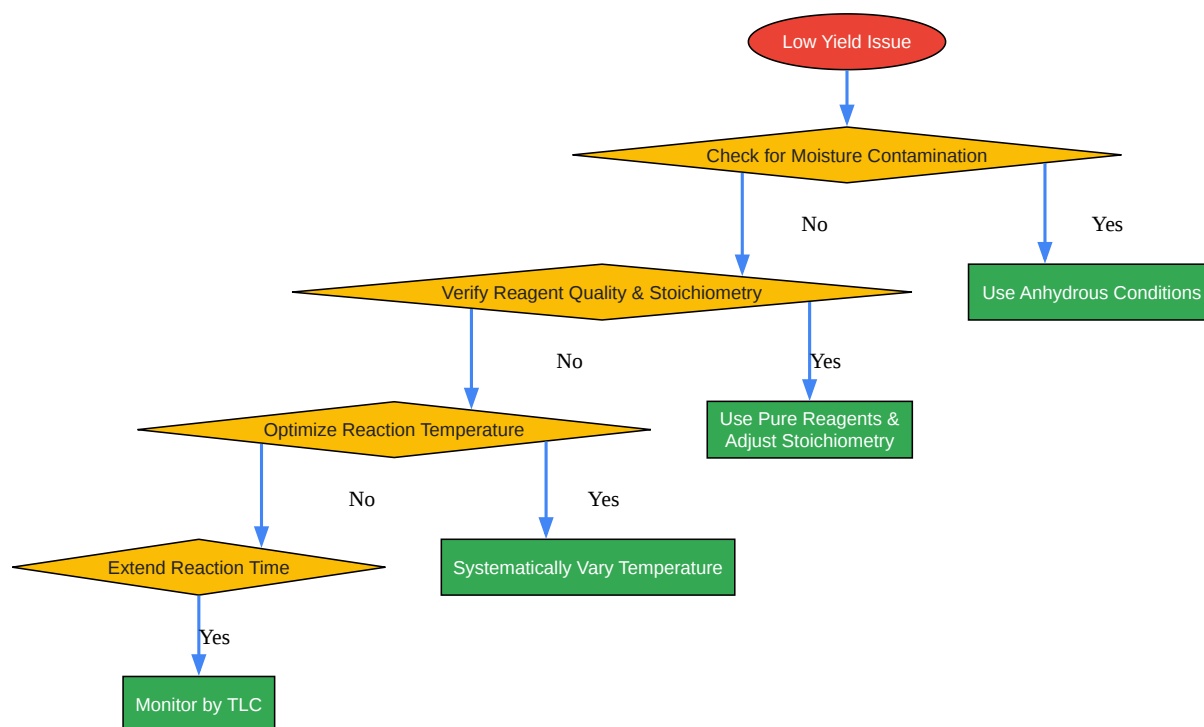 Low Yield Issue
Check for Moisture Contamination
No
Yes
Use Anhydrous Conditions
Verify Reagent Quality & Stoichiometry
No
Yes
Use Pure Reagents &
Adjust Stoichiometry
Optimize Reaction Temperature
No
Yes
Systematically Vary Temperature
Extend Reaction Time
Yes
Monitor by TLC